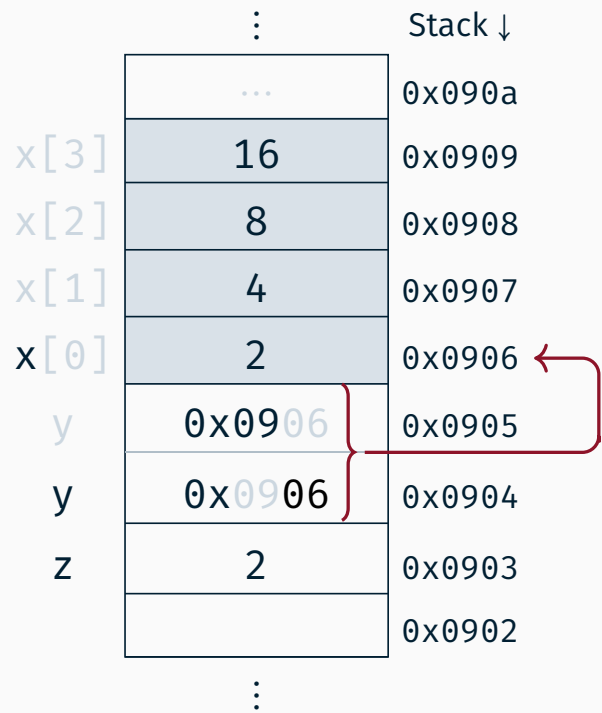 ⋮ Stack ↓
... 0x090a
x[3] 16 0x0909
x[2] 8 0x0908
x[1] 4 0x0907
x[0] 2 0x0906
y 0x0906 0x0905
y 0x0906 0x0904
z 2 0x0903
0x0902
⋮